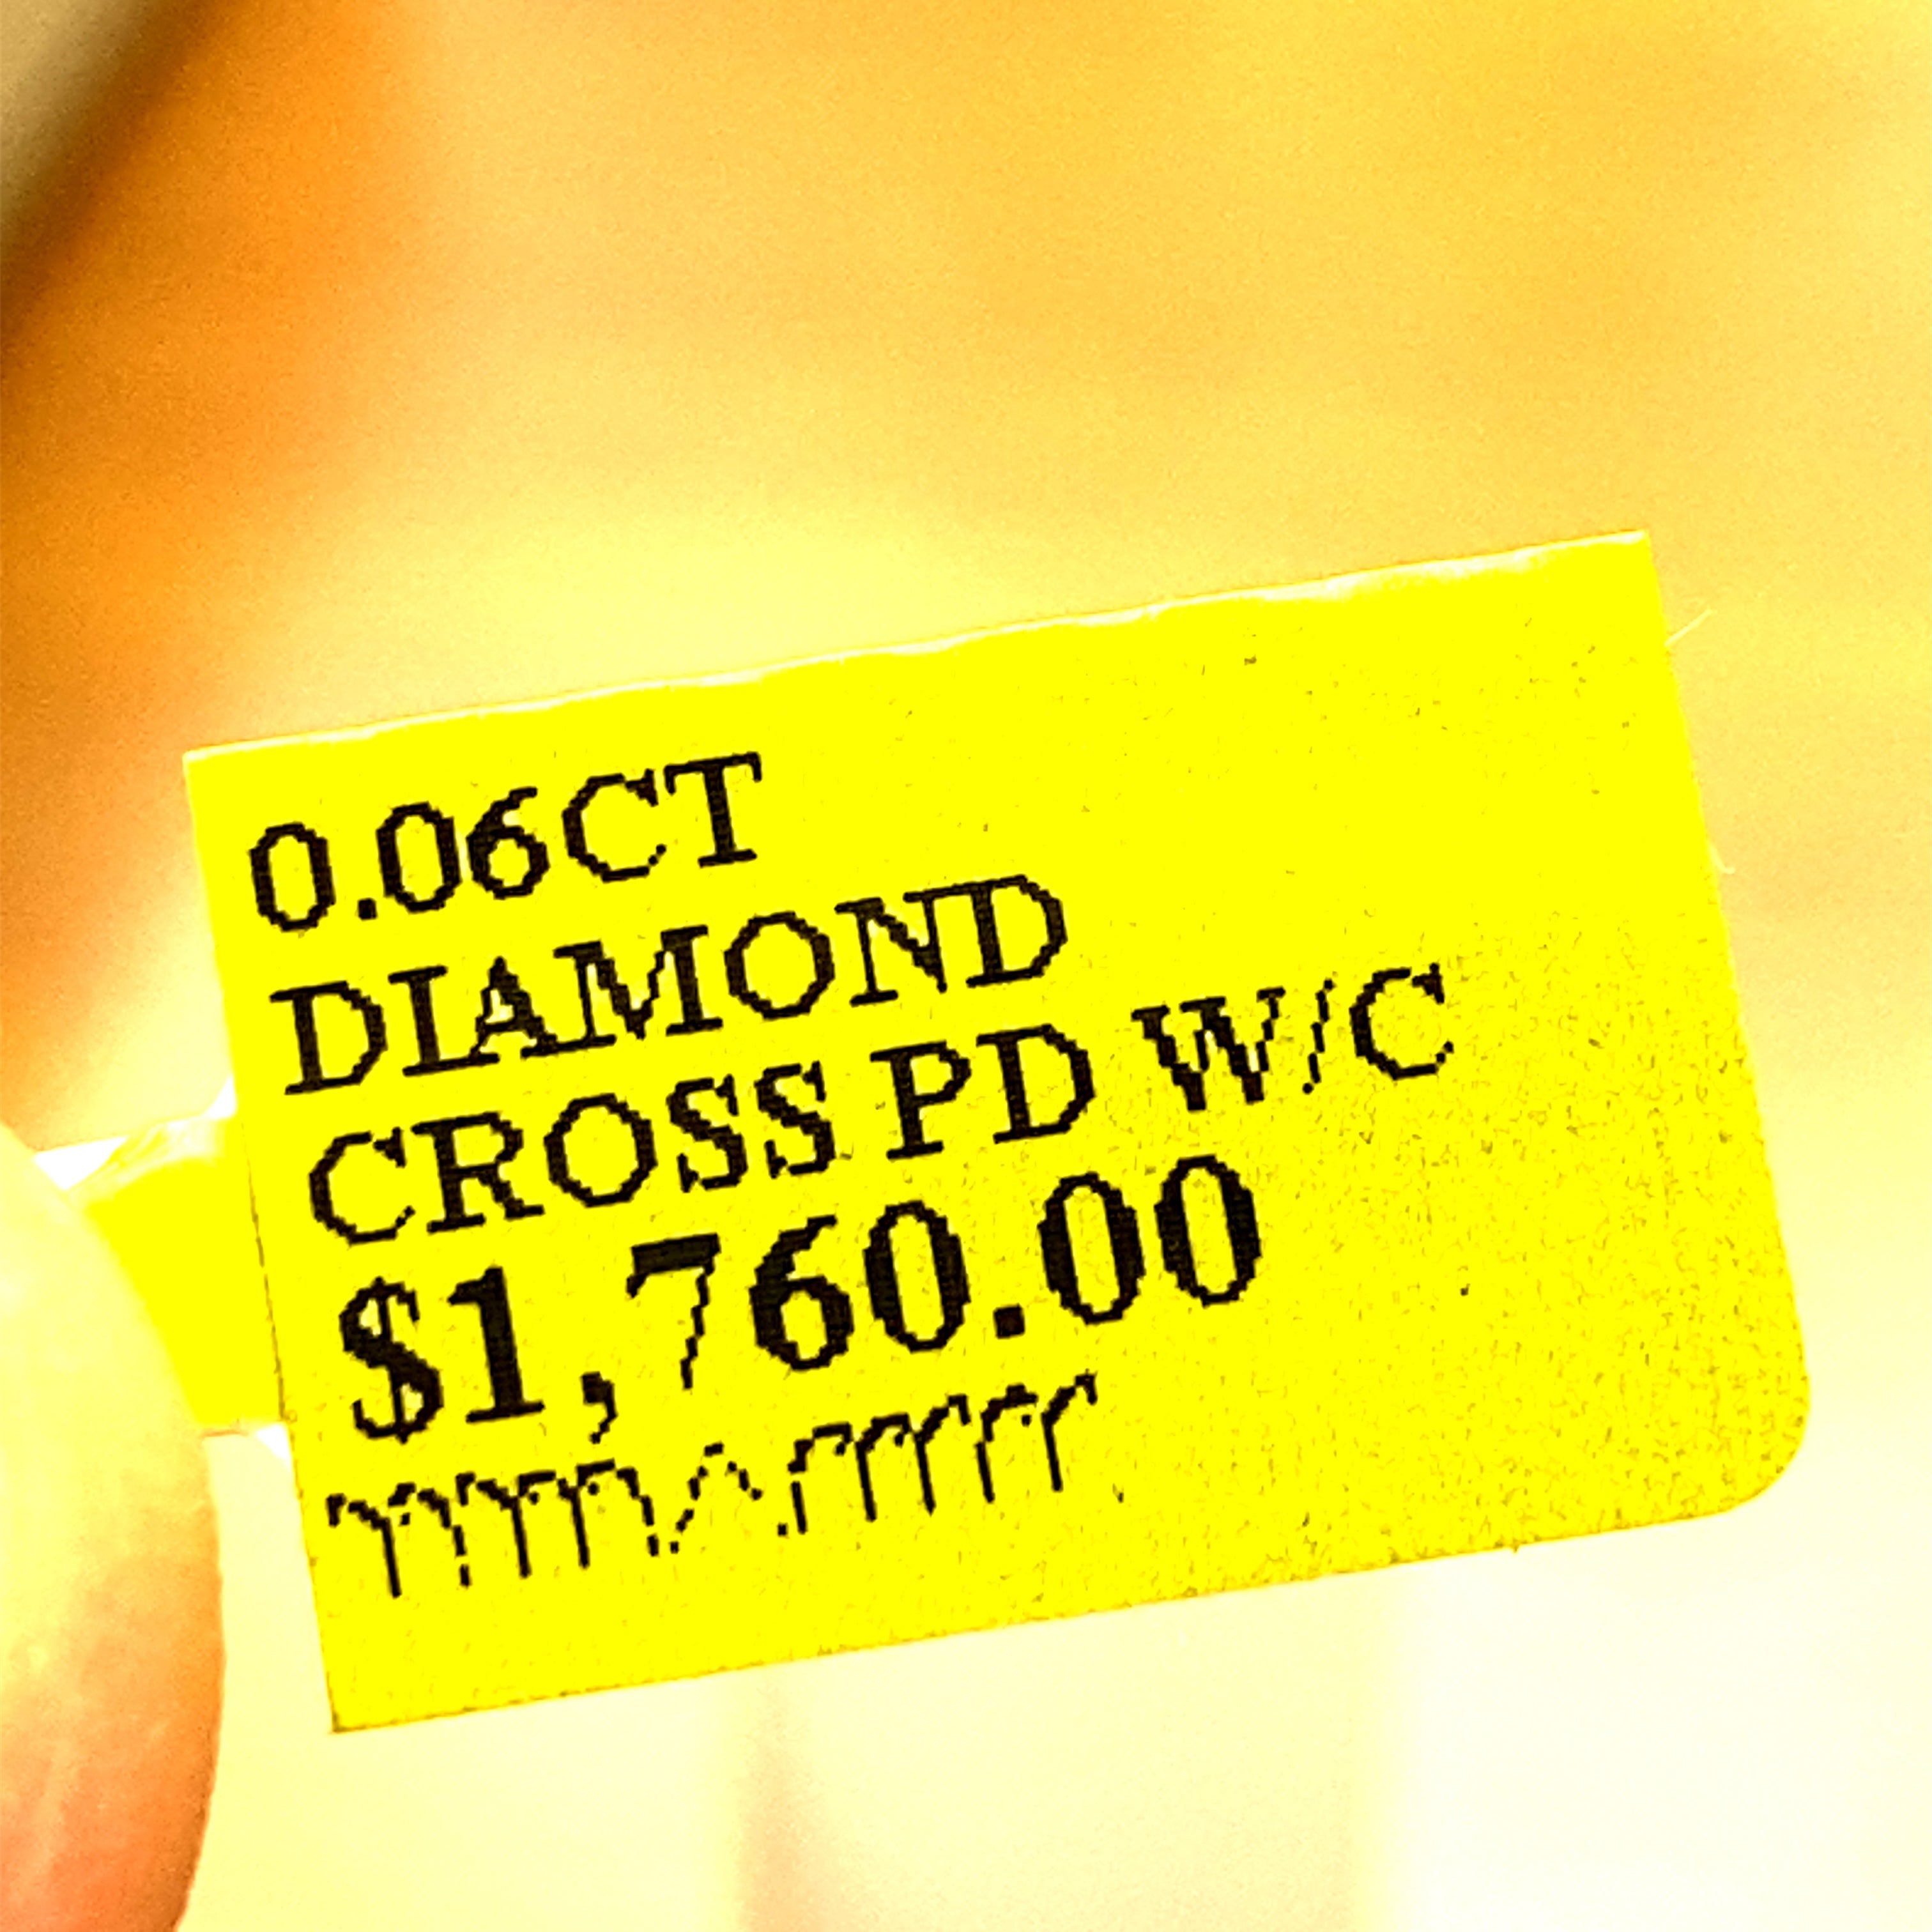 0.06CT
DIAMOND
CROSS PD W/C
$1,760.00